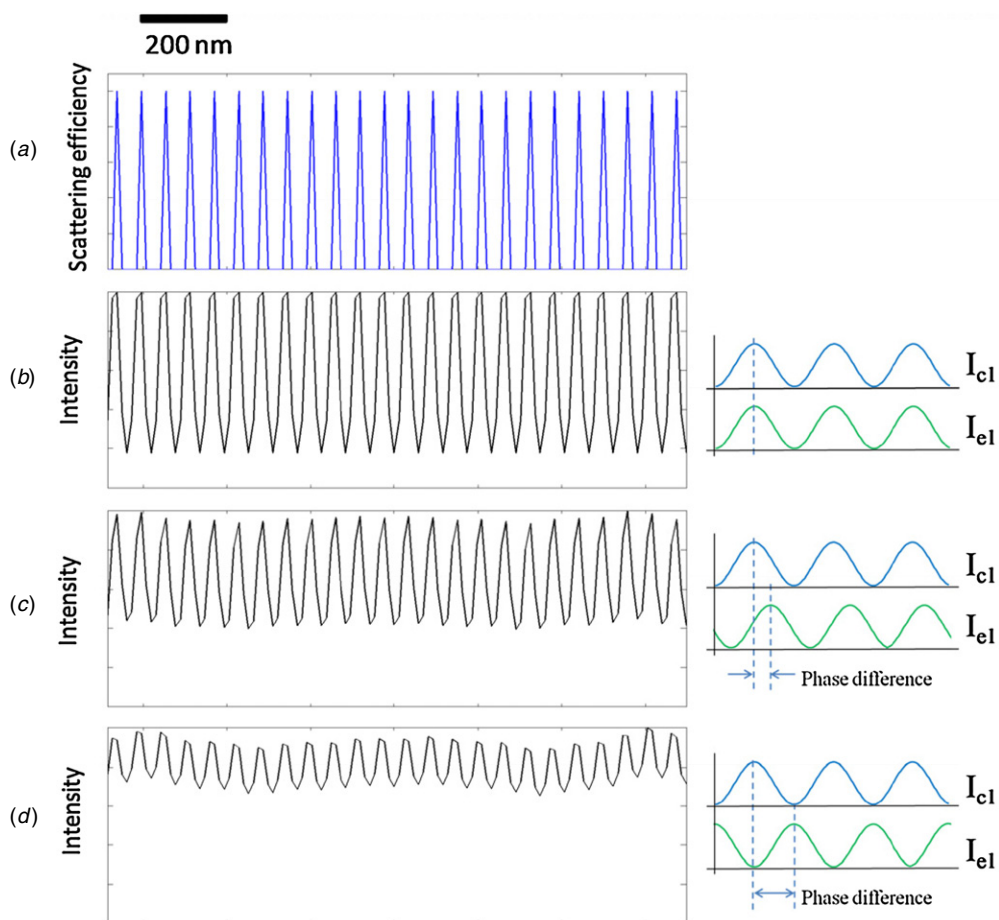 200 nm
(a)
Scattering efficiency
(b)
Intensity
Ic1
Ie1
(c)
Intensity
Ic1
Ie1
Phase difference
(d)
Intensity
Ic1
Ie1
Phase difference